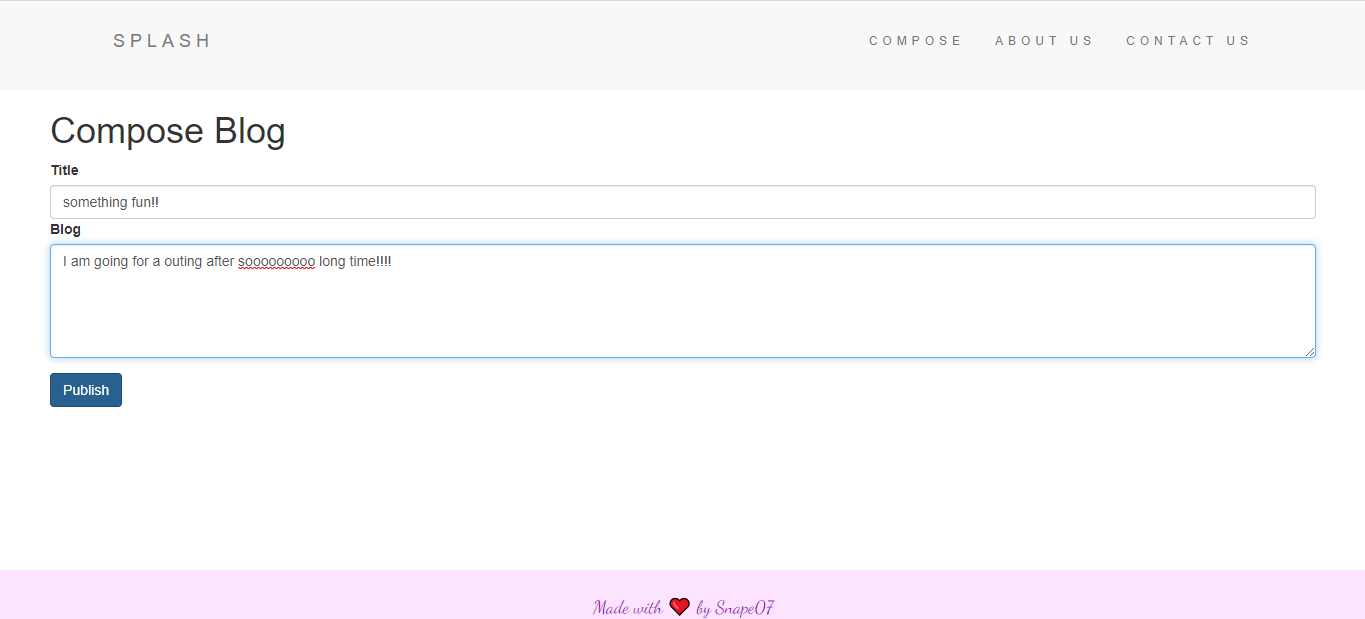 SPLASH COMPOSE ABOUT US CONTACT US
Compose Blog
Title
something fun!!
Blog
I am going for a outing after sooooooooo long time!!!!
Publish
Made with ❤ by Snape07